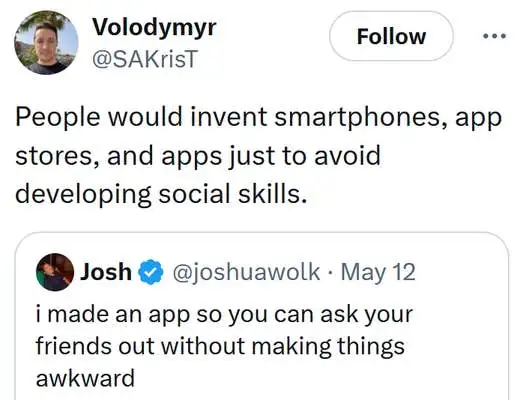 Volodymyr
@SAKrisT
Follow
People would invent smartphones, app
stores, and apps just to avoid
developing social skills.
Josh @joshuawolk · May 12
i made an app so you can ask your
friends out without making things
awkward